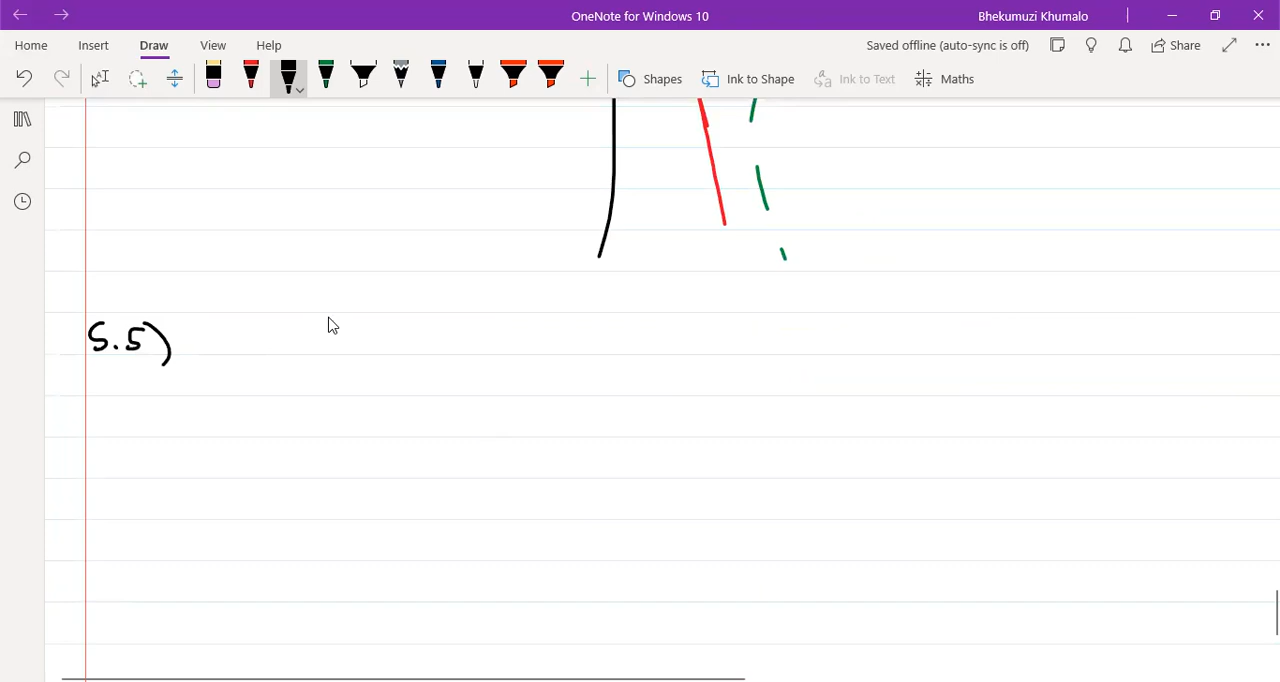 OneNote for Windows 10
Bhekumuzi Khumalo
Home Insert Draw View Help
Saved offline (auto-sync is off)
Share
Shapes
Ink to Shape
Ink to Text
Maths
5.5)